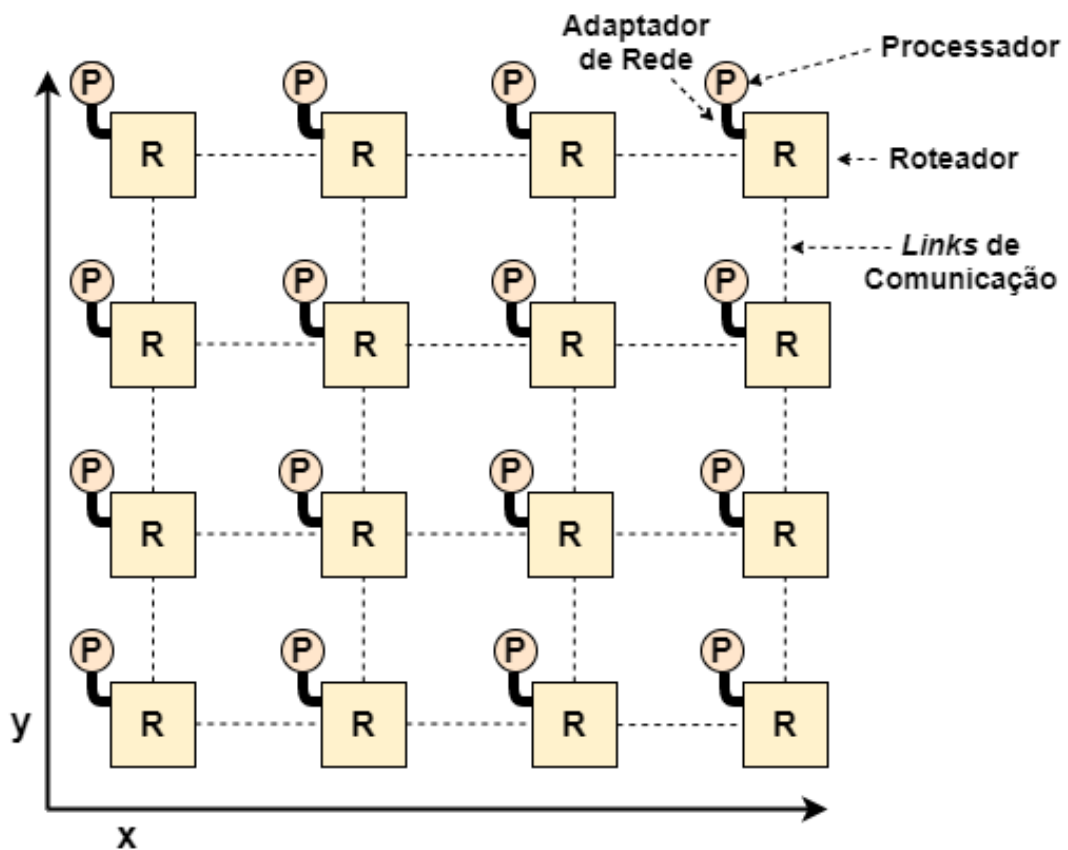 Adaptador
de Rede
Processador
P P P P
R R R R
Roteador
Links de
Comunicação
P P P P
R R R R
P P P P
R R R R
P P P P
R R R R
y
x